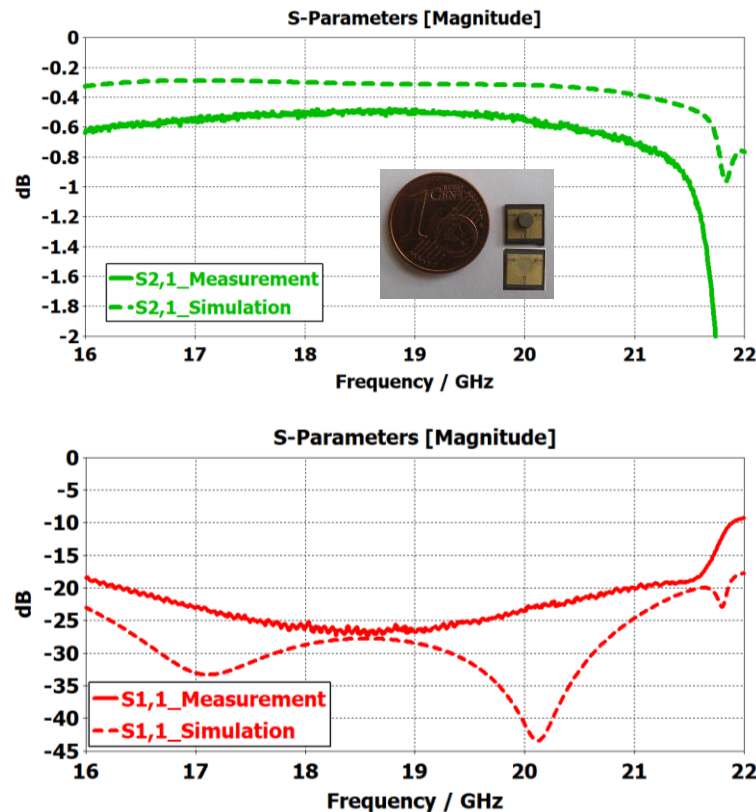 S-Parameters [Magnitude]
0
-0.2
-0.4
-0.6
-0.8
-1
-1.2
-1.4
-1.6
-1.8
-2
dB
1
S2,1_Measurement
S2,1_Simulation
16 17 18 19 20 21 22
Frequency / GHz
S-Parameters [Magnitude]
0
-5
-10
-15
-20
-25
-30
-35
-40
-45
dB
S1,1_Measurement
S1,1_Simulation
16 17 18 19 20 21 22
Frequency / GHz